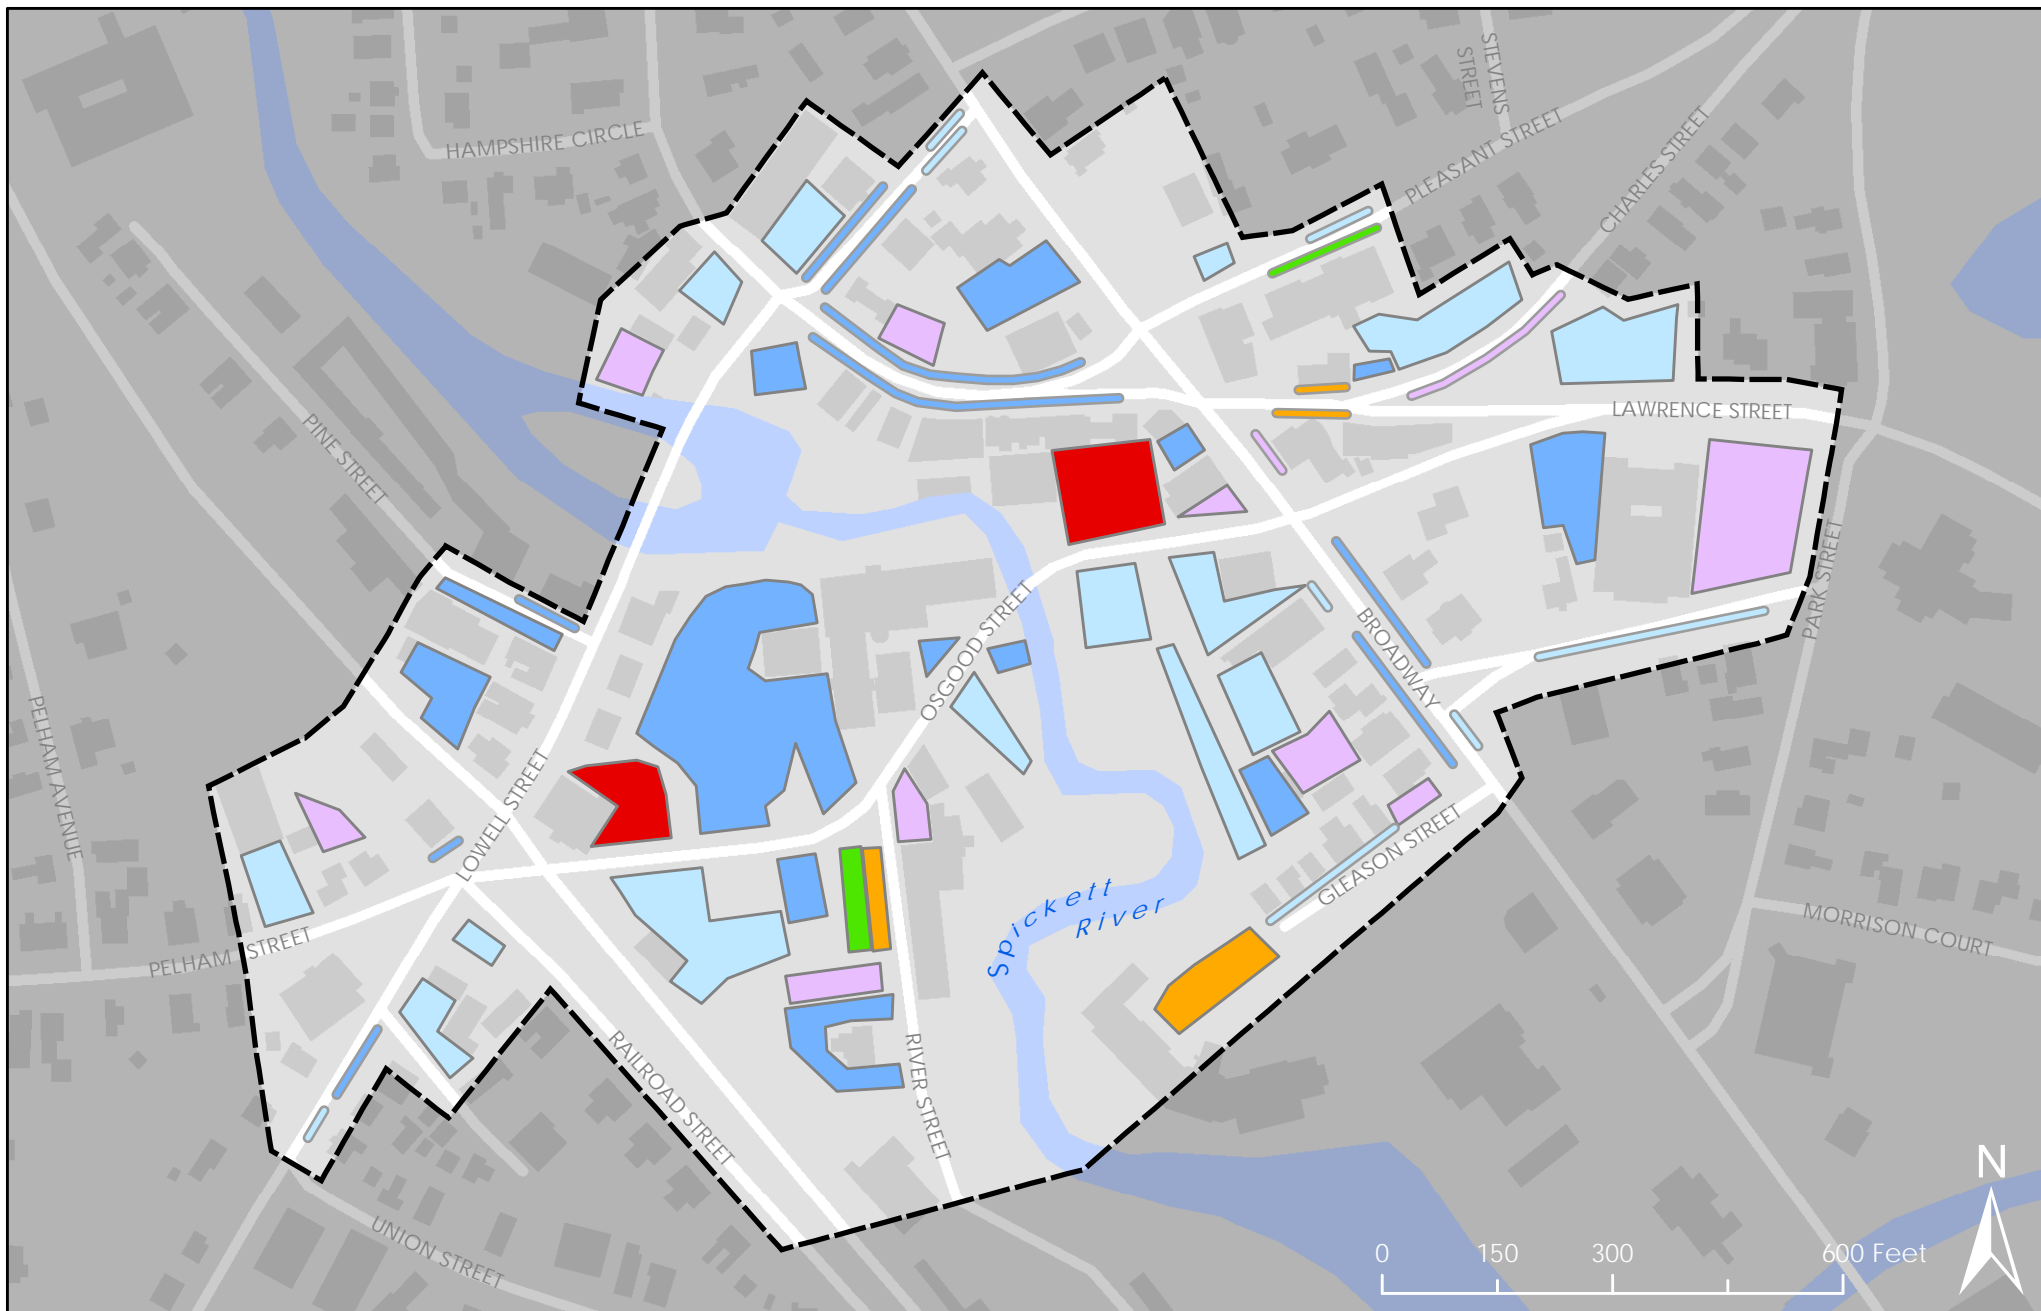 STEVENS
STREET
HAMPSHIRE CIRCLE
PLEASANT STREET
CHARLES STREET
LAWRENCE STREET
PINE STREET
PARK STREET
OSGOOD STREET
BROADWAY
PELHAM AVENUE
LOWELL STREET
GLEASON STREET
Spickett
River
PELHAM STREET
MORRISON COURT
RAILROAD STREET
RIVER STREET
UNION STREET
N
0 150 300 600 Feet